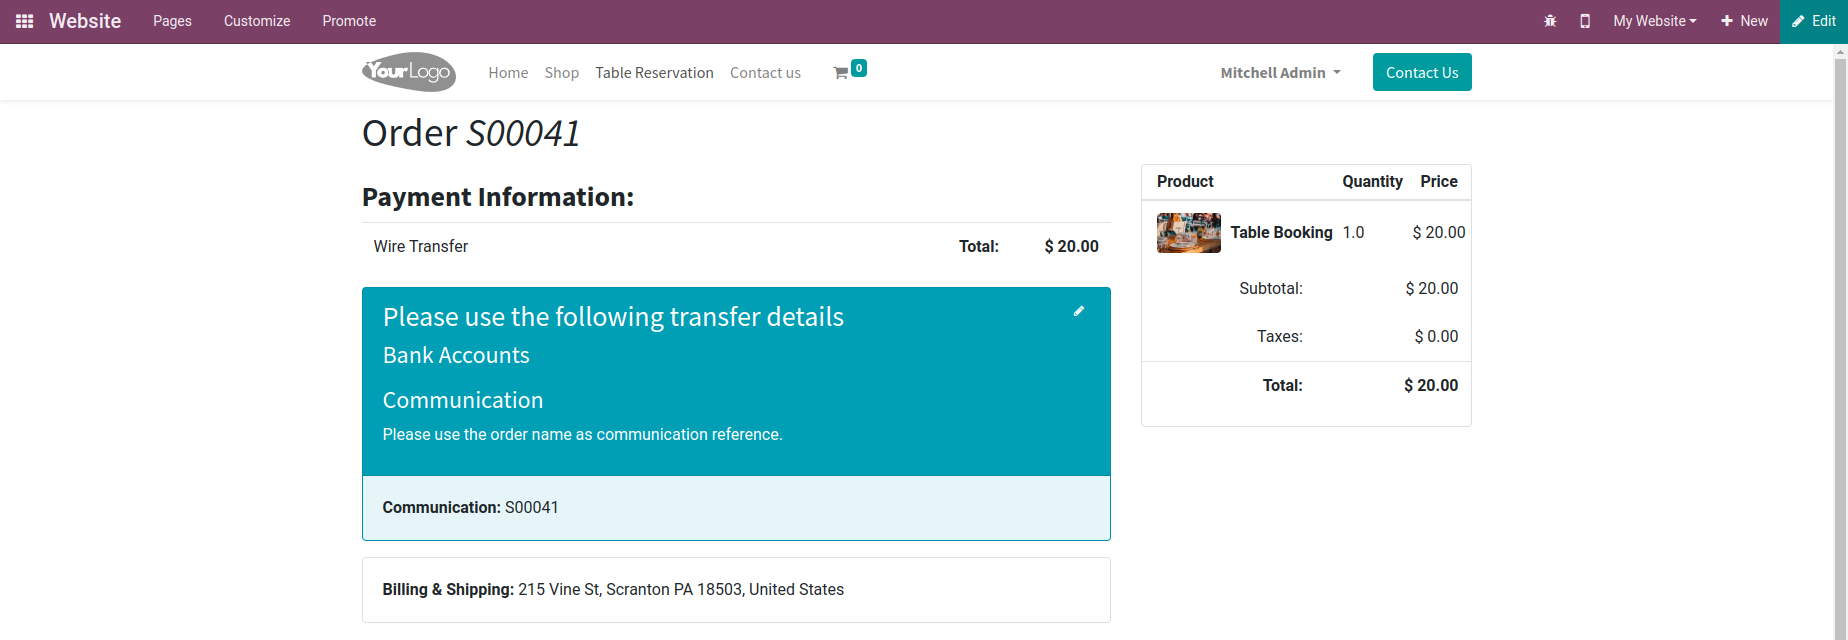 Website Pages Customize Promote My Website New Edit
YourLogo Home Shop Table Reservation Contact us 0 Mitchell Admin Contact Us
Order S00041
Payment Information:
Wire Transfer Total: $ 20.00
Please use the following transfer details
Bank Accounts
Communication
Please use the order name as communication reference.
Communication: S00041
Billing & Shipping: 215 Vine St, Scranton PA 18503, United States
Product Quantity Price
Table Booking 1.0 $ 20.00
Subtotal: $ 20.00
Taxes: $ 0.00
Total: $ 20.00